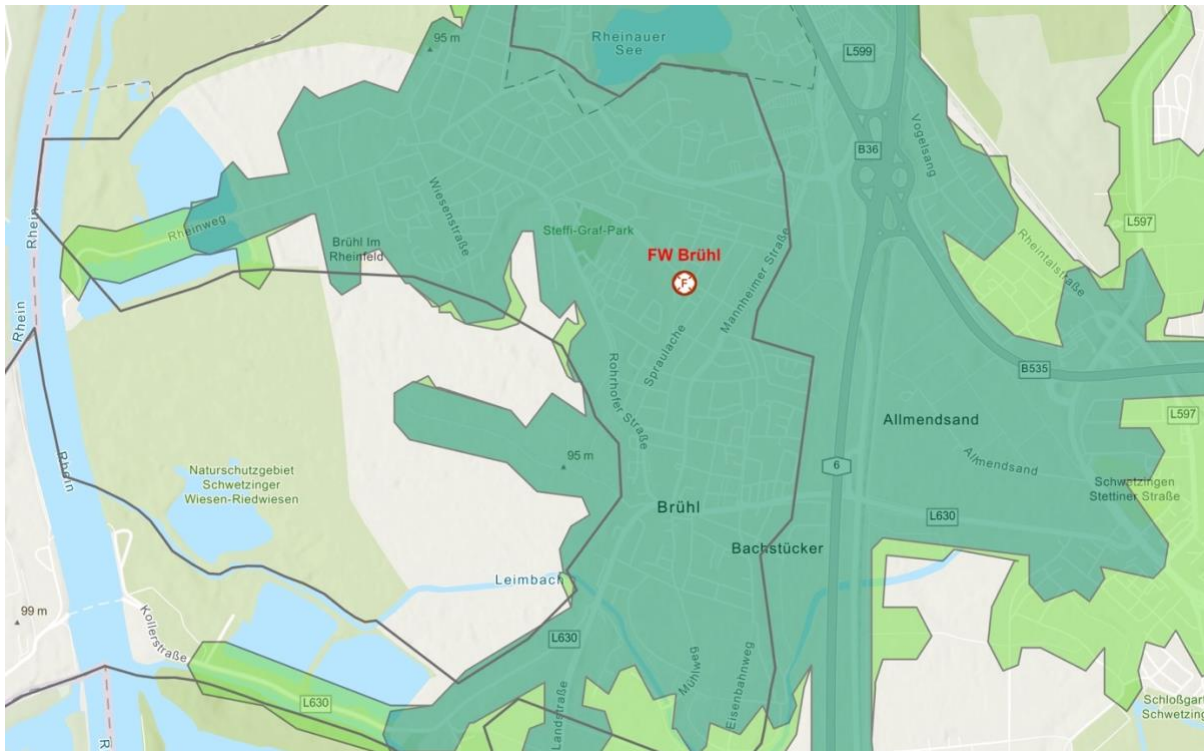 95 m
Rheinauer
See
L599
Vogelsang
B36
L597
Rhein
Rhein
Rheinweg
Wiesenstraße
Steffi-Graf-Park
Brühl Im
Rheinfeld
FW Brühl
F
Mannheimer Straße
Rheintalstraße
Rhein
Spraulache
Rohrhofer Straße
B535
Allmendsand
L597
Rhein
95 m
6
Allmendsand
Naturschutzgebiet
Schwetzinger
Wiesen-Riedwiesen
Schwetzingen
Stettiner Straße
Brühl
L630
Bachstücker
Leimbach
99 m
Kollerstraße
L630
Mühlweg
Eisenbahnweg
Landstraße
L630
Schloßgart
Schwetzing
R